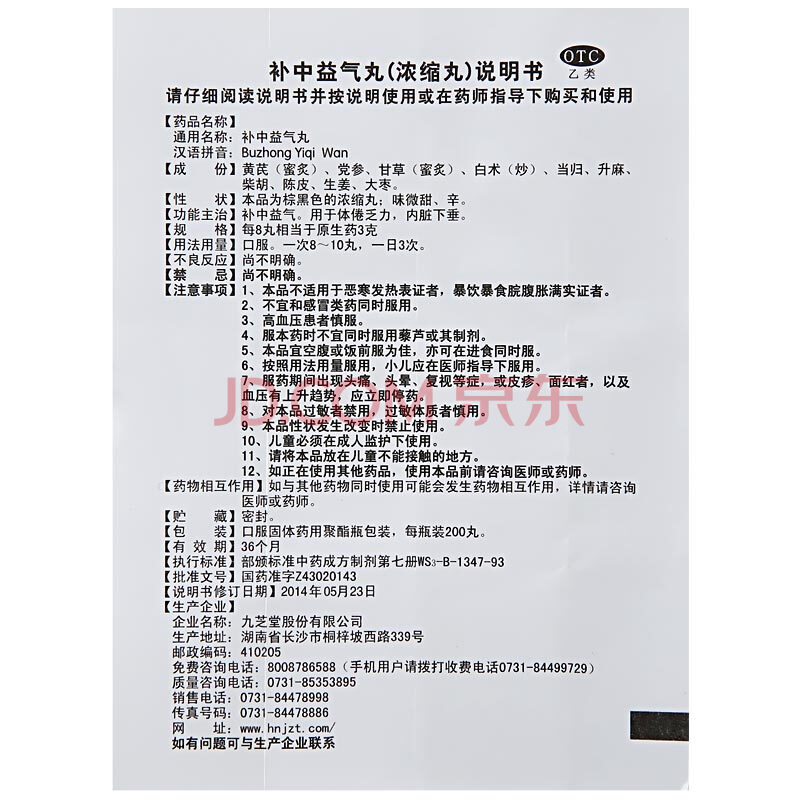 补中益气丸(浓缩丸)说明书
OTC
乙类
请仔细阅读说明书并按说明使用或在药师指导下购买和使用
【药品名称】
通用名称：补中益气丸
汉语拼音：Buzhong Yiqi Wan
【成 份】黄芪（蜜炙）、党参、甘草（蜜炙）、白术（炒）、当归、升麻、
柴胡、陈皮、生姜、大枣。
【性 状】本品为棕黑色的浓缩丸；味微甜、辛。
【功能主治】补中益气。用于体倦乏力，内脏下垂。
【规 格】每8丸相当于原生药3克
【用法用量】口服。一次8～10丸，一日3次。
【不良反应】尚不明确。
【禁 忌】尚不明确。
【注意事项】1、本品不适用于恶寒发热表证者，暴饮暴食脘腹胀满实证者。
2、不宜和感冒类药同时服用。
3、高血压患者慎服。
4、服本药时不宜同时服用藜芦或其制剂。
5、本品宜空腹或饭前服为佳，亦可在进食同时服。
6、按照用法用量服用，小儿应在医师指导下服用。
7、服药期间出现头痛、头晕、复视等症，或皮疹、面红者，以及
血压有上升趋势，应立即停药。
JD.COM 京东
8、对本品过敏者禁用，过敏体质者慎用。
9、本品性状发生改变时禁止使用。
10、儿童必须在成人监护下使用。
11、请将本品放在儿童不能接触的地方。
12、如正在使用其他药品，使用本品前请咨询医师或药师。
【药物相互作用】如与其他药物同时使用可能会发生药物相互作用，详情请咨询
医师或药师。
【贮 藏】密封。
【包 装】口服固体药用聚酯瓶包装，每瓶装200丸。
【有 效 期】36个月
【执行标准】部颁标准中药成方制剂第七册WS3-B-1347-93
【批准文号】国药准字Z43020143
【说明书修订日期】2014年05月23日
【生产企业】
企业名称：九芝堂股份有限公司
生产地址：湖南省长沙市桐梓坡西路339号
邮政编码：410205
免费咨询电话：8008786588（手机用户请拨打收费电话0731-84499729）
质量咨询电话：0731-85353895
销售电话：0731-84478998
传真号码：0731-84478886
网 址：www.hnjzt.com/
如有问题可与生产企业联系